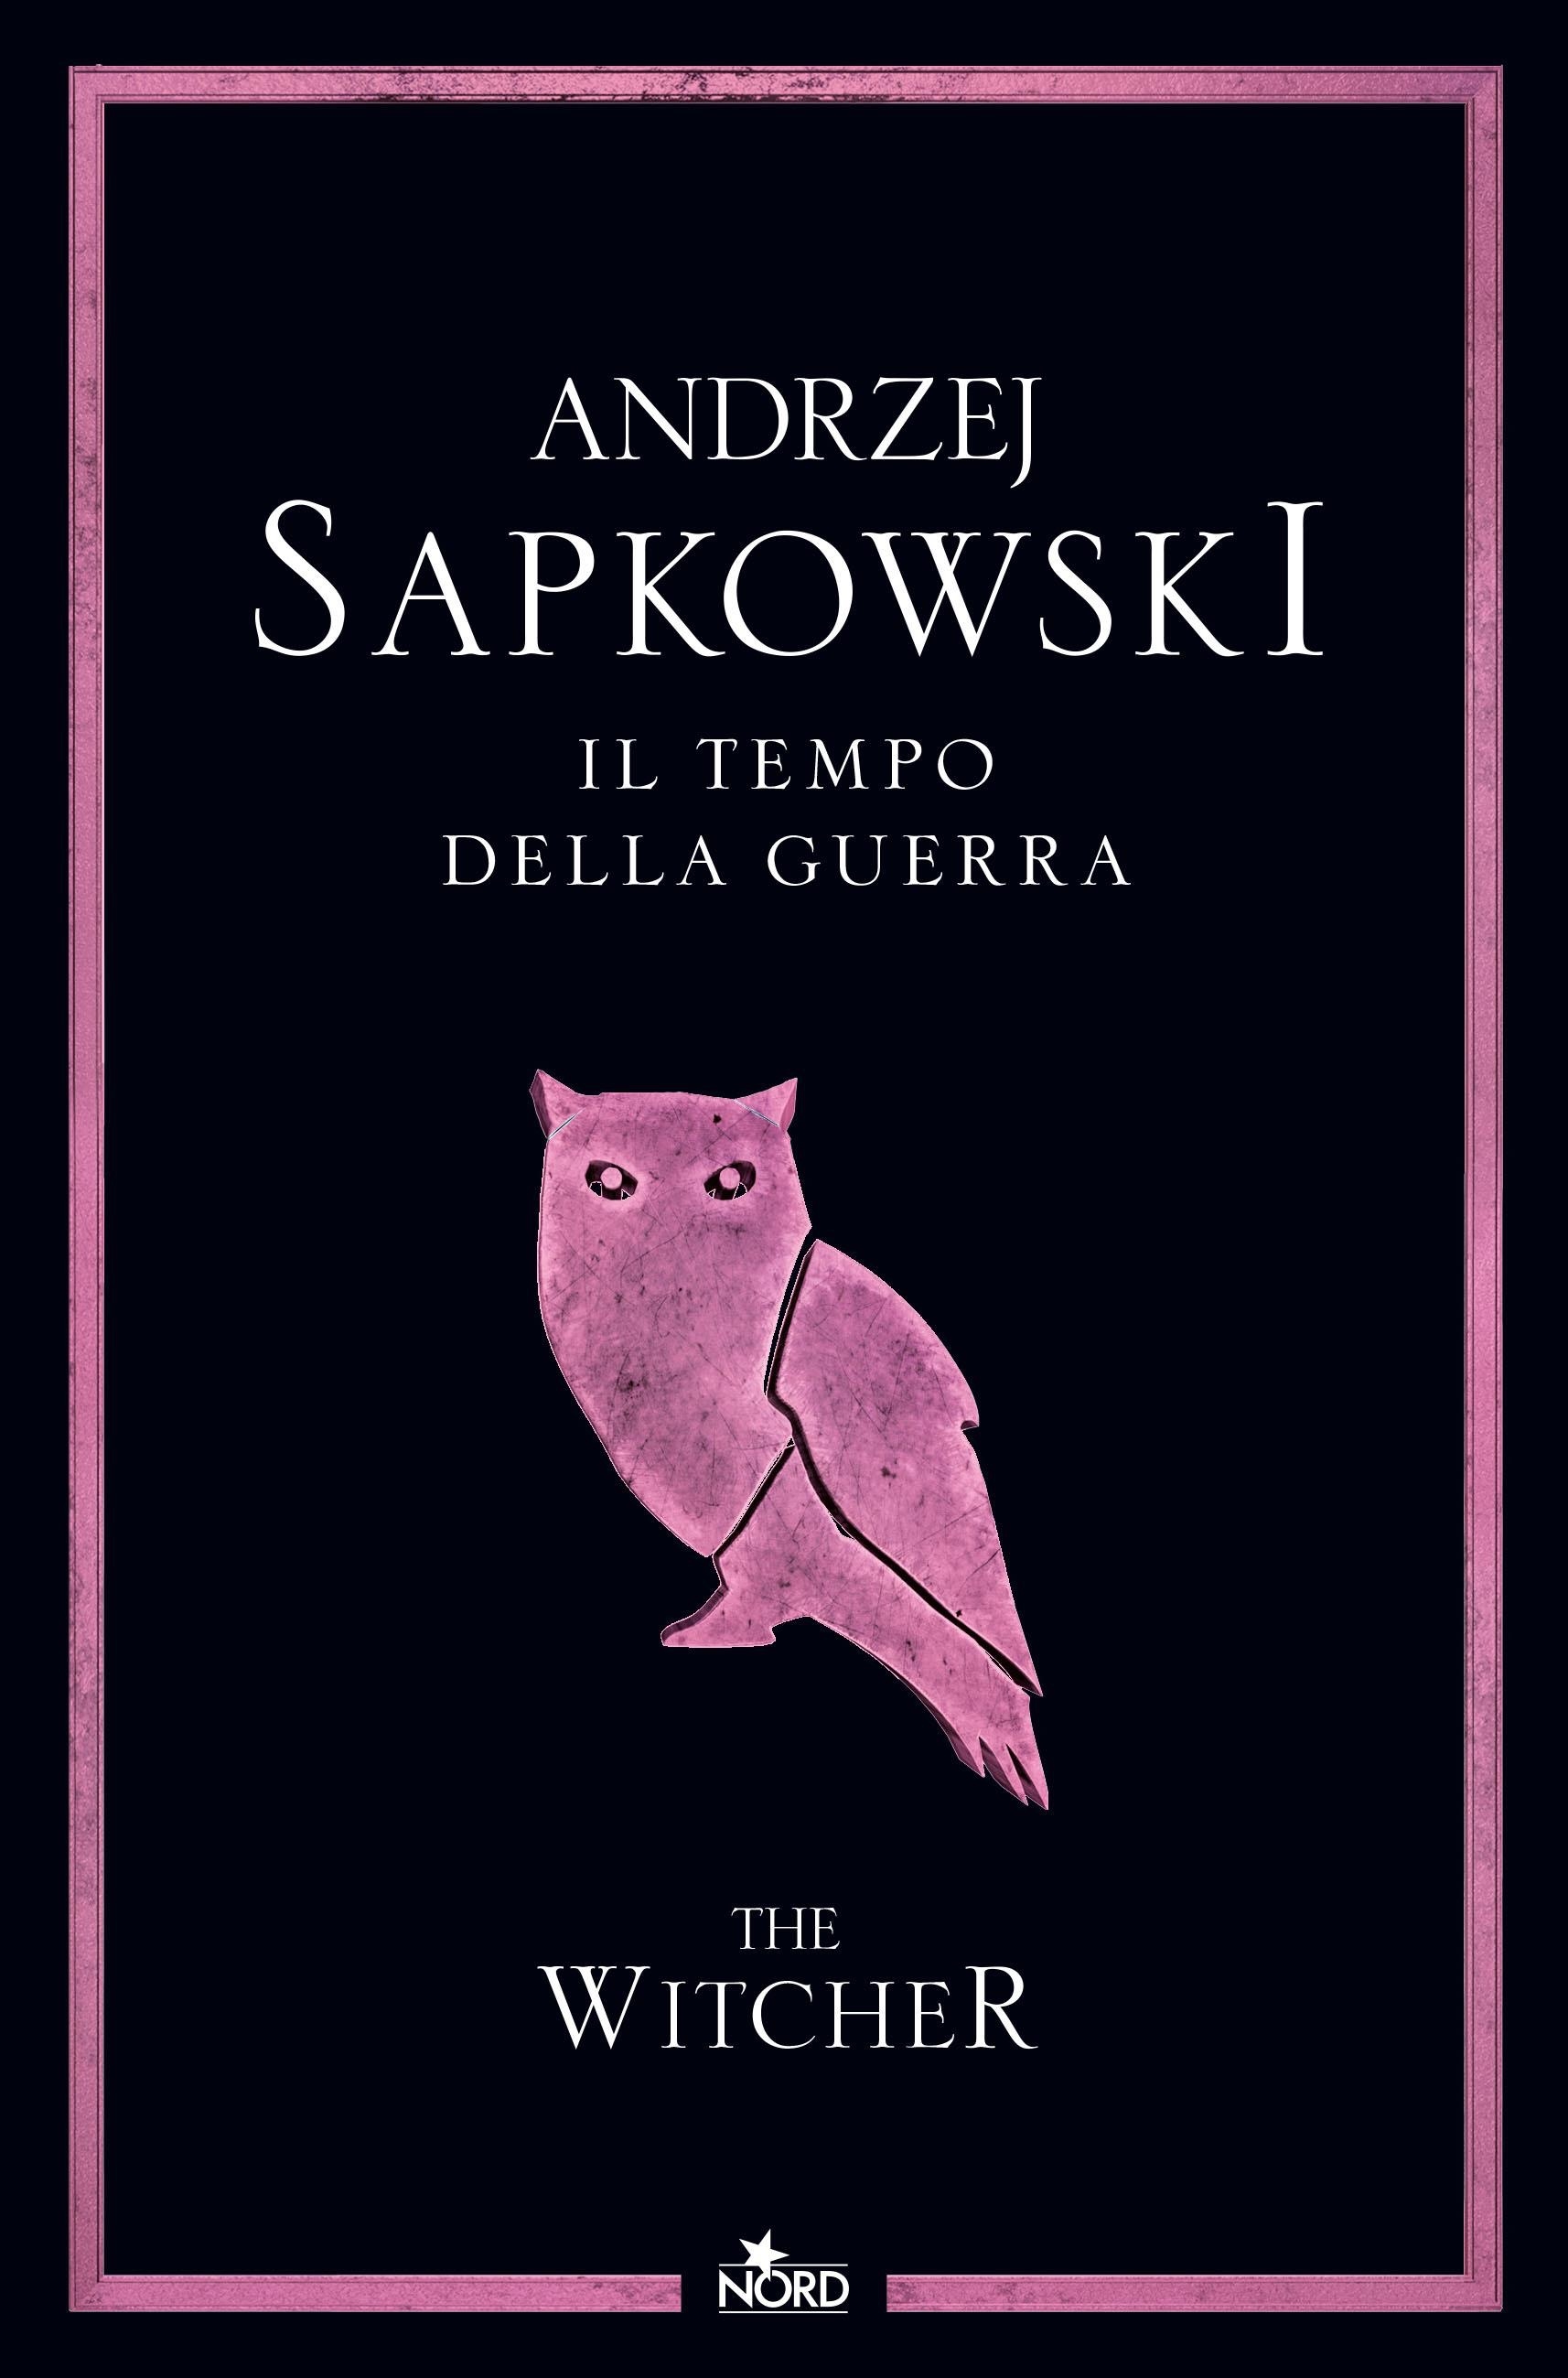 ANDRZEJ
SAPKOWSKI
IL TEMPO
DELLA GUERRA
THE
WITCHER
NORD